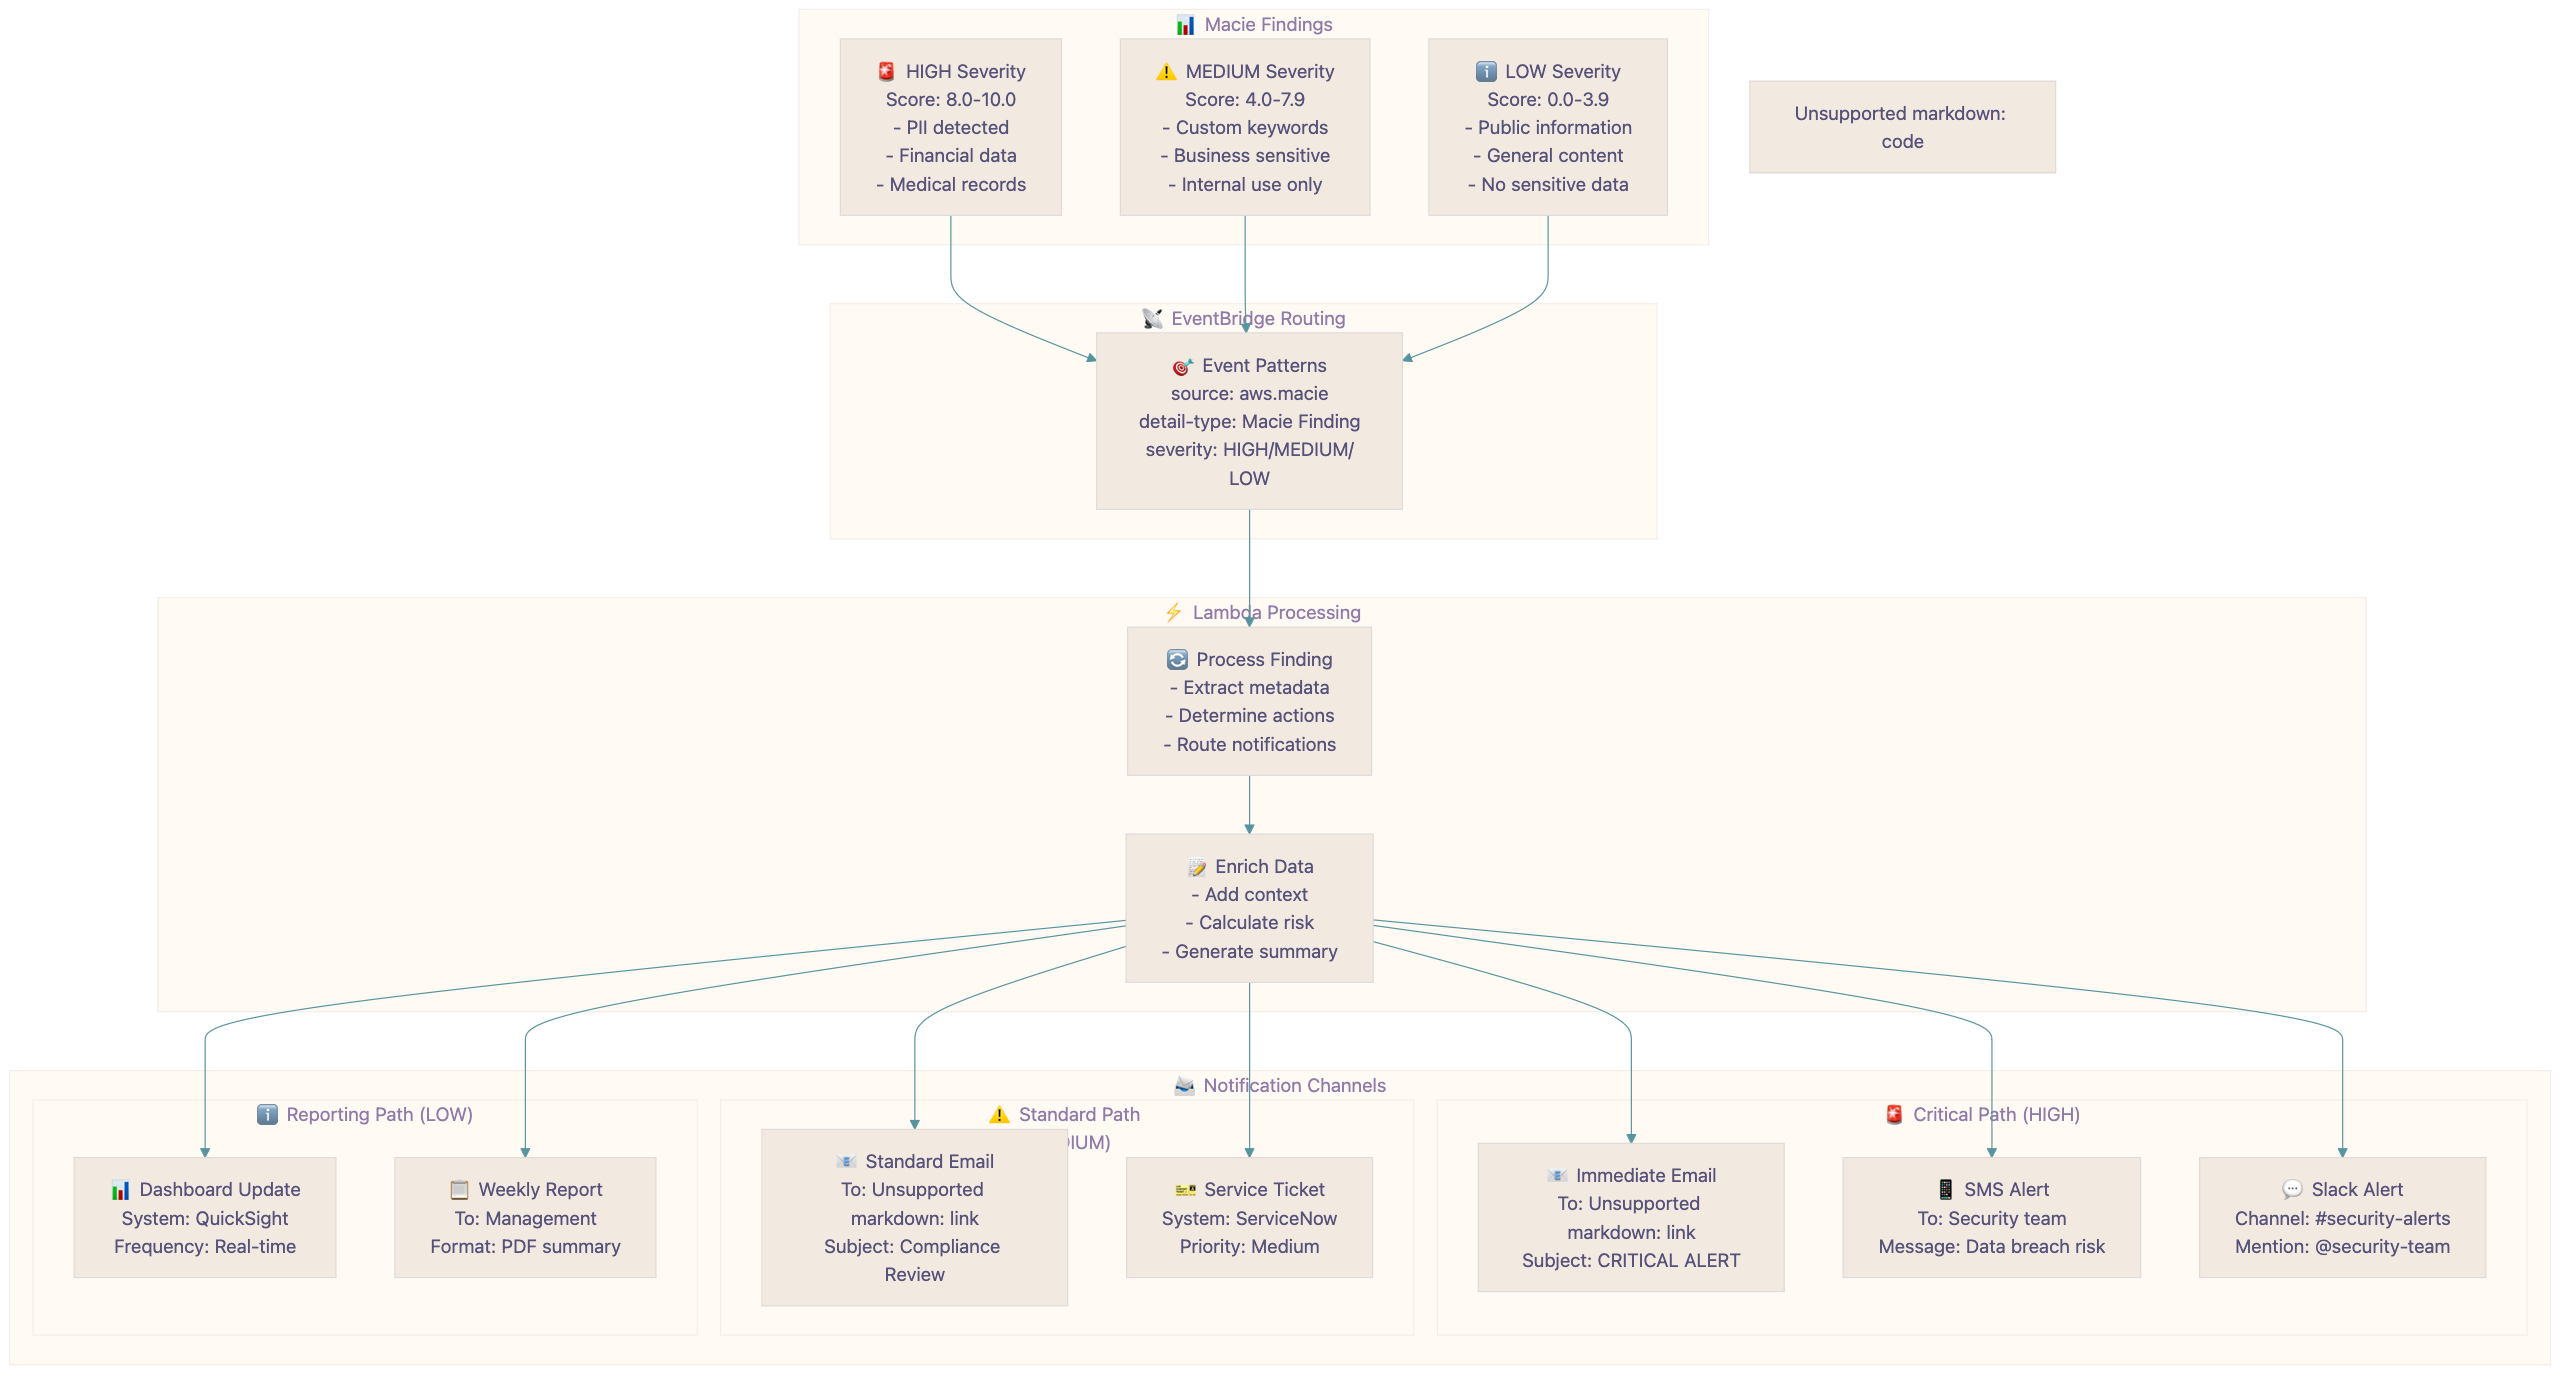 📊 Macie Findings
🚨 HIGH Severity
Score: 8.0-10.0
- PII detected
- Financial data
- Medical records
⚠️ MEDIUM Severity
Score: 4.0-7.9
- Custom keywords
- Business sensitive
- Internal use only
ℹ️ LOW Severity
Score: 0.0-3.9
- Public information
- General content
- No sensitive data
Unsupported markdown:
code
📡 EventBridge Routing
🎯 Event Patterns
source: aws.macie
detail-type: Macie Finding
severity: HIGH/MEDIUM/
LOW
⚡ Lambda Processing
🔄 Process Finding
- Extract metadata
- Determine actions
- Route notifications
📝 Enrich Data
- Add context
- Calculate risk
- Generate summary
📨 Notification Channels
ℹ️ Reporting Path (LOW)
📊 Dashboard Update
System: QuickSight
Frequency: Real-time
📋 Weekly Report
To: Management
Format: PDF summary
⚠️ Standard Path
IUM)
📧 Standard Email
To: Unsupported
markdown: link
Subject: Compliance
Review
🎫 Service Ticket
System: ServiceNow
Priority: Medium
🚨 Critical Path (HIGH)
📧 Immediate Email
To: Unsupported
markdown: link
Subject: CRITICAL ALERT
📱 SMS Alert
To: Security team
Message: Data breach risk
💬 Slack Alert
Channel: #security-alerts
Mention: @security-team